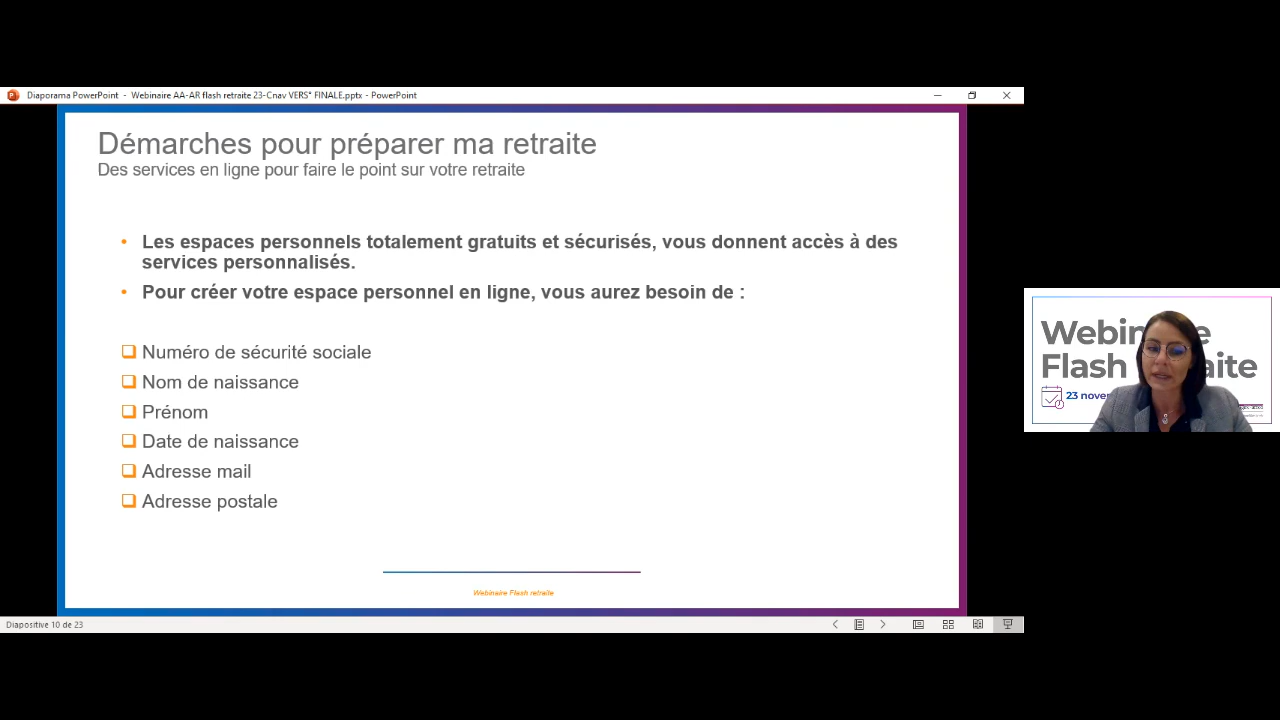 Diaporama PowerPoint - Webinaire AA-AR flash retraite 23-Cnav VERS° FINALE.pptx - PowerPoint
Démarches pour préparer ma retraite
Des services en ligne pour faire le point sur votre retraite
• Les espaces personnels totalement gratuits et sécurisés, vous donnent accès à des
services personnalisés.
• Pour créer votre espace personnel en ligne, vous aurez besoin de :
❑ Numéro de sécurité sociale
❑ Nom de naissance
❑ Prénom
❑ Date de naissance
❑ Adresse mail
❑ Adresse postale
Webinaire Flash retraite
Diapositive 10 de 23
Webin e
Flash aite
23 nove